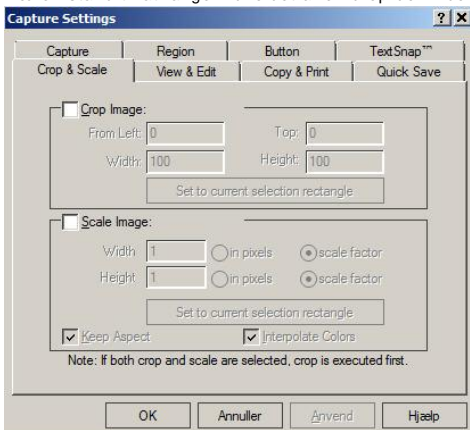 Capture Settings
Capture Region Button TextSnap™
Crop & Scale View & Edit Copy & Print Quick Save
Crop Image:
From Left: 0 Top: 0
Width: 100 Height: 100
Set to current selection rectangle
Scale Image:
Width 1 in pixels scale factor
Height 1 in pixels scale factor
Set to current selection rectangle
Keep Aspect Interpolate Colors
Note: If both crop and scale are selected, crop is executed first.
OK Annuller Anvend Hjælp